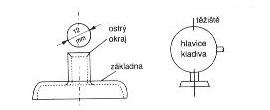 12
mm
ostrý
okraj
základna
těžiště
hlavice
kladiva